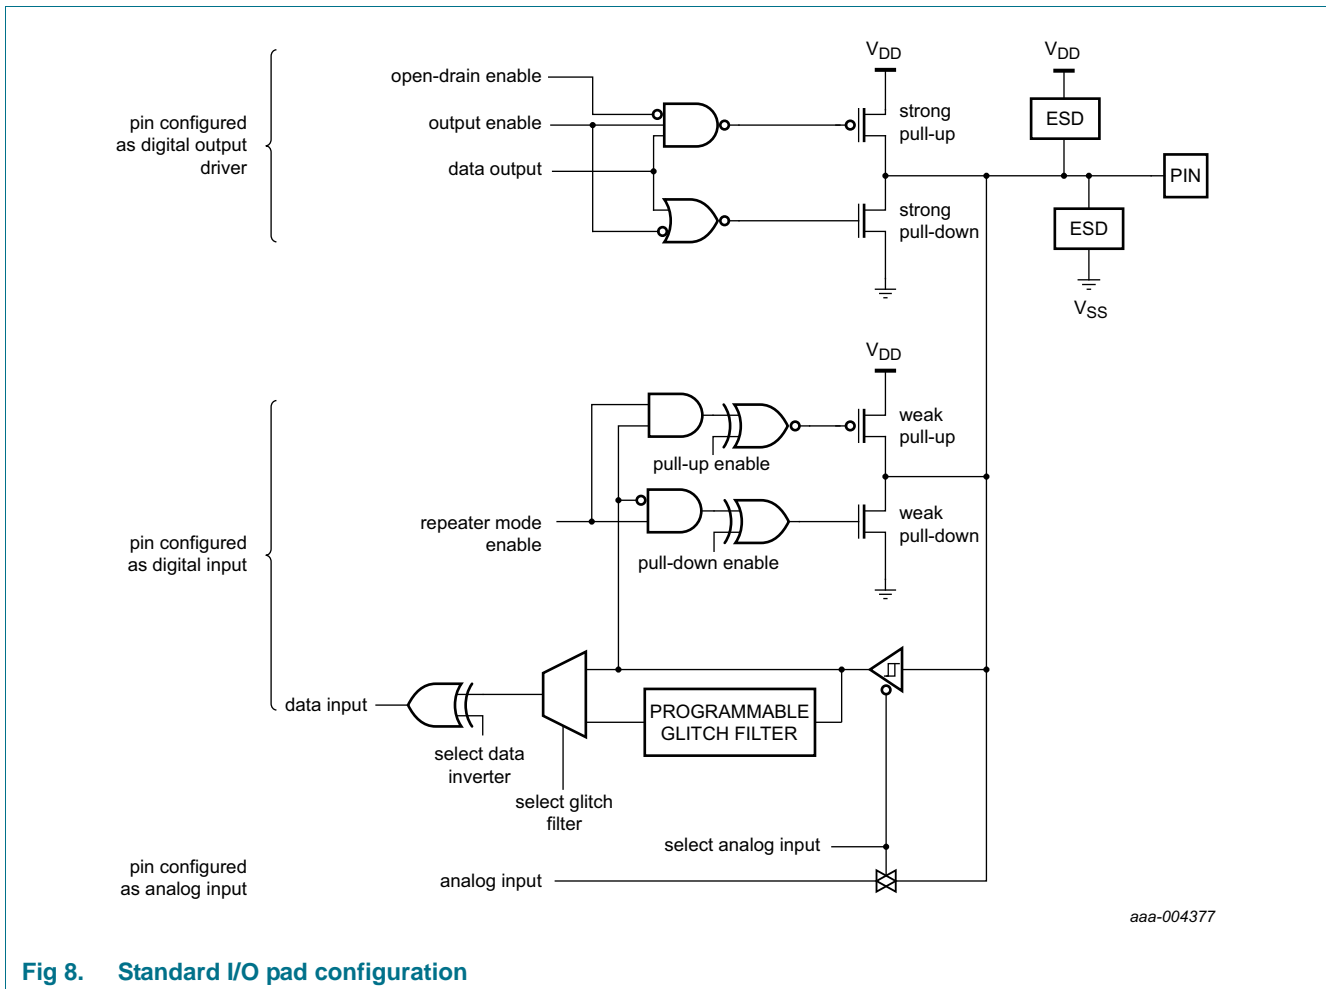 VDD
VDD
open-drain enable
strong
pull-up
ESD
pin configured
as digital output
driver
output enable
data output
PIN
strong
pull-down
ESD
VSS
VDD
weak
pull-up
pull-up enable
repeater mode
enable
weak
pull-down
pin configured
as digital input
pull-down enable
data input
PROGRAMMABLE
GLITCH FILTER
select data
inverter
select glitch
filter
select analog input
pin configured
as analog input
analog input
aaa-004377
Fig 8. Standard I/O pad configuration